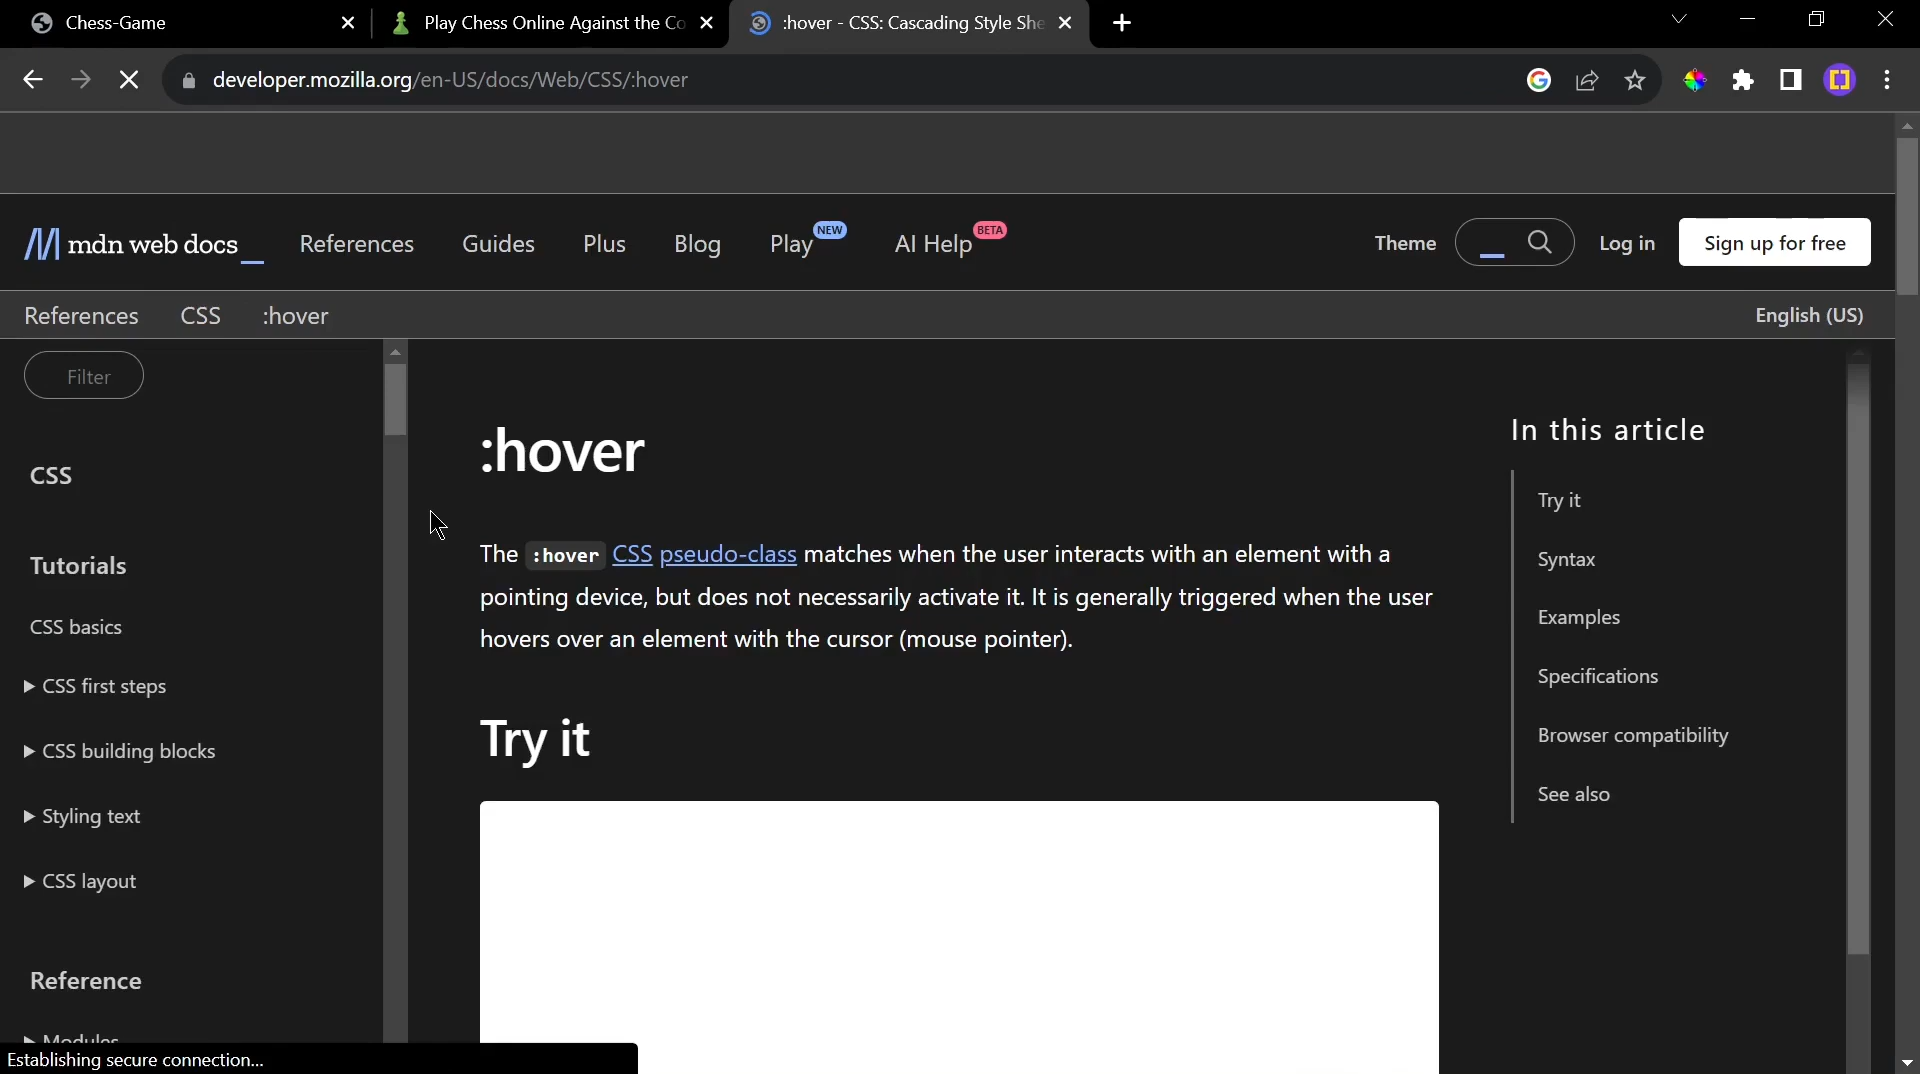 Chess-Game
Play Chess Online Against the Co
:hover - CSS: Cascading Style She
developer.mozilla.org/en-US/docs/Web/CSS/:hover
mdn web docs_
References
Guides
Plus
Blog
Play NEW
AI Help BETA
Theme
Log in
Sign up for free
References CSS :hover
English (US)
Filter
CSS
Tutorials
CSS basics
CSS first steps
CSS building blocks
Styling text
CSS layout
Reference
Modules
:hover
The :hover CSS pseudo-class matches when the user interacts with an element with a
pointing device, but does not necessarily activate it. It is generally triggered when the user
hovers over an element with the cursor (mouse pointer).
Try it
In this article
Try it
Syntax
Examples
Specifications
Browser compatibility
See also
Establishing secure connection...